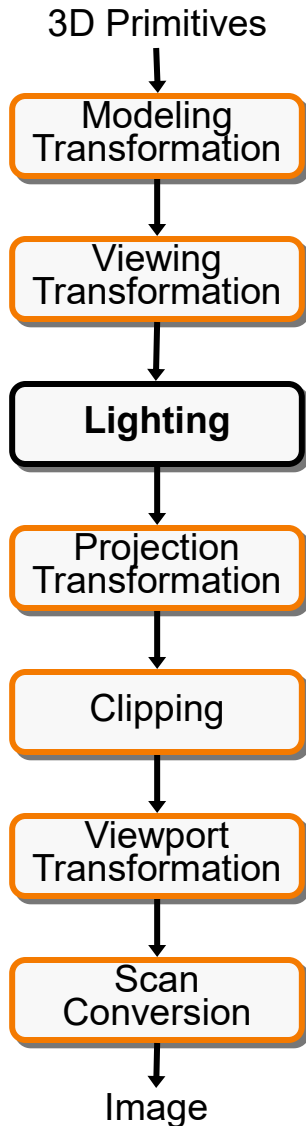 3D Primitives
Modeling
Transformation
Viewing
Transformation
Lighting
Projection
Transformation
Clipping
Viewport
Transformation
Scan
Conversion
Image